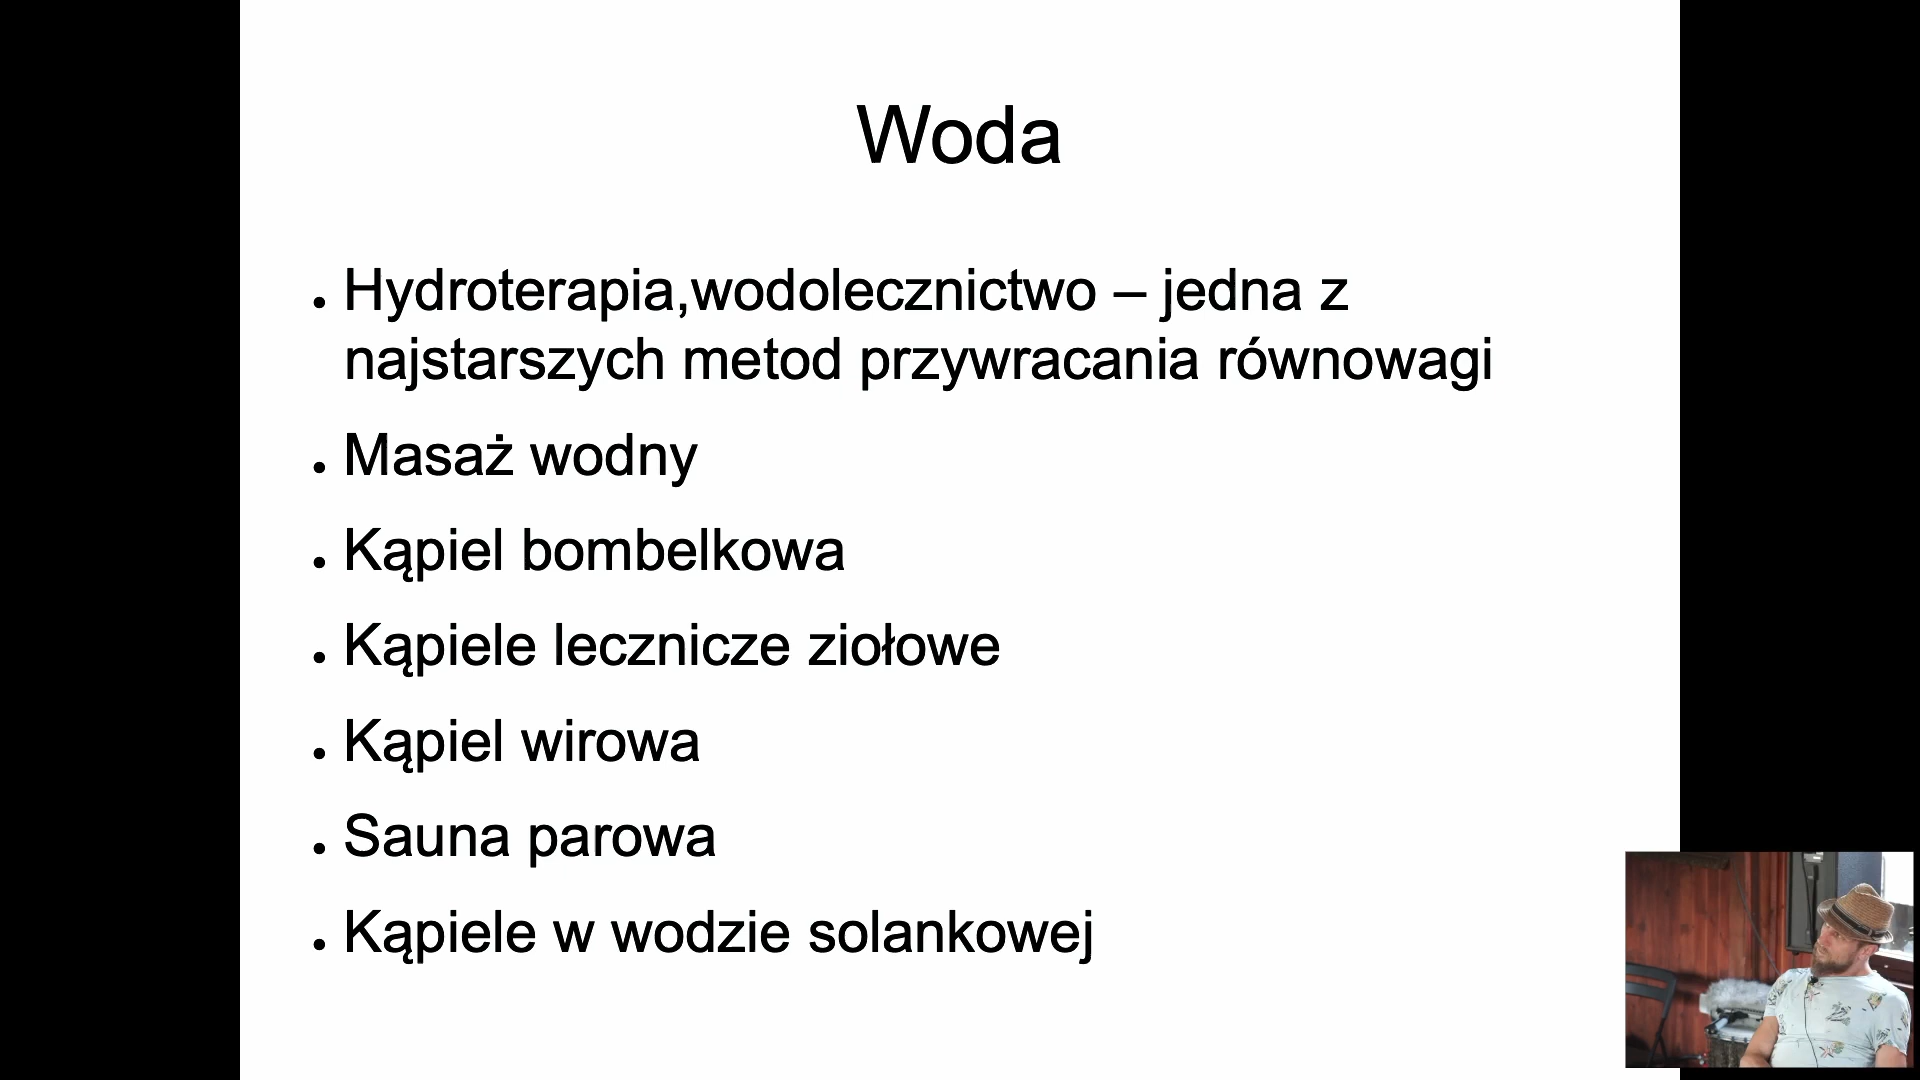 Woda
Hydroterapia,wodolecznictwo – jedna z
najstarszych metod przywracania równowagi
Masaż wodny
Kąpiel bombelkowa
Kąpiele lecznicze ziołowe
Kąpiel wirowa
Sauna parowa
Kąpiele w wodzie solankowej